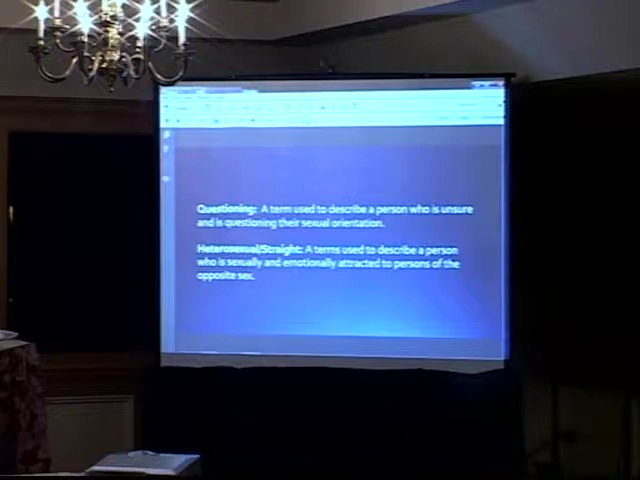 Questioning: A term used to describe a person who is unsure
and is questioning their sexual orientation.
Heterosexual/Straight: A terms used to describe a person
who is sexually and emotionally attracted to persons of the
opposite sex.